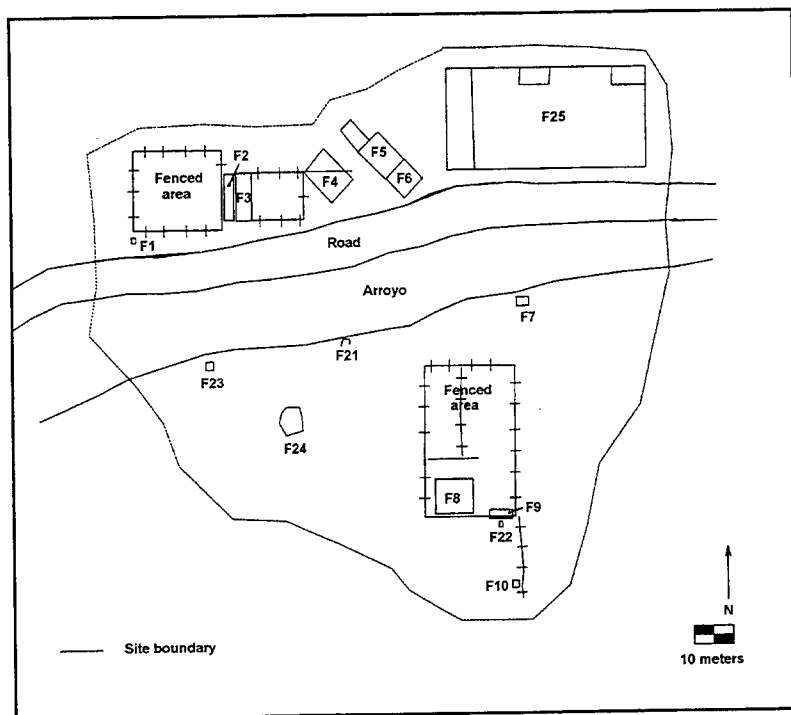 F25
F5
F2
Fenced
area
F6
F4
F3
F1
Road
Arroyo
F7
F21
F23
Fenced
area
F24
F8
F9
F22
F10
N
Site boundary
10 meters